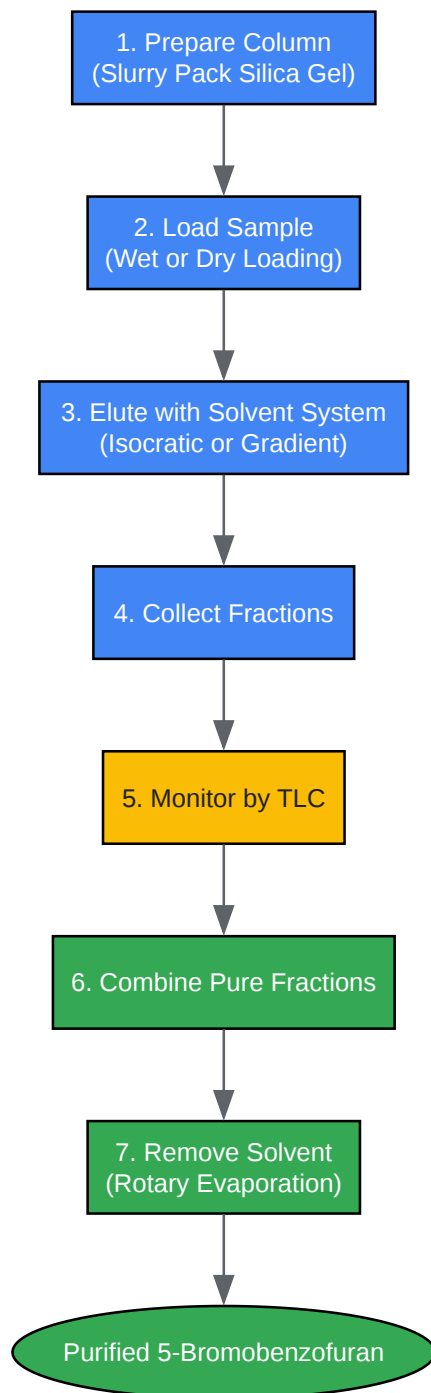 1. Prepare Column
(Slurry Pack Silica Gel)
2. Load Sample
(Wet or Dry Loading)
3. Elute with Solvent System
(Isocratic or Gradient)
4. Collect Fractions
5. Monitor by TLC
6. Combine Pure Fractions
7. Remove Solvent
(Rotary Evaporation)
Purified 5-Bromobenzofuran